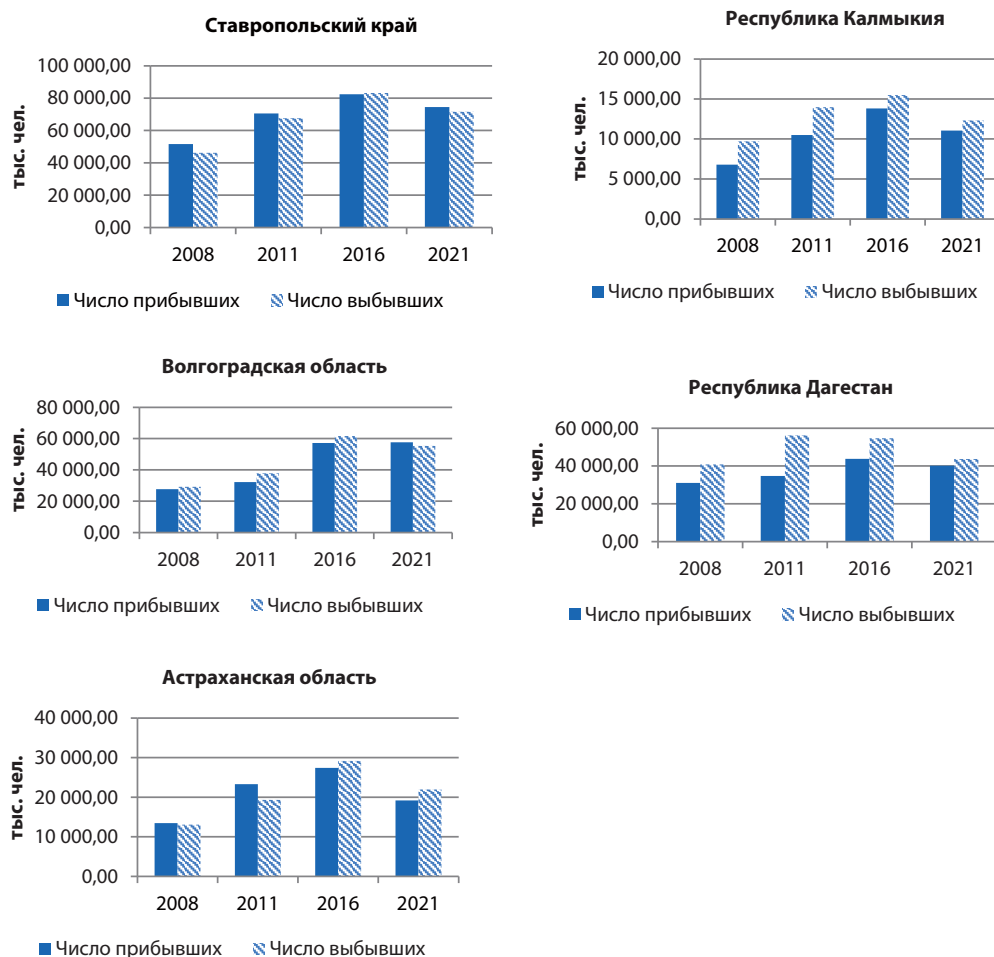 Ставропольский край
тыс. чел.
100 000,00
80 000,00
60 000,00
40 000,00
20 000,00
0,00
2008 2011 2016 2021
Число прибывших Число выбывших
Республика Калмыкия
тыс. чел.
20 000,00
15 000,00
10 000,00
5 000,00
0,00
2008 2011 2016 2021
Число прибывших Число выбывших
Волгоградская область
тыс. чел.
80 000,00
60 000,00
40 000,00
20 000,00
0,00
2008 2011 2016 2021
Число прибывших Число выбывших
Республика Дагестан
тыс. чел.
60 000,00
40 000,00
20 000,00
0,00
2008 2011 2016 2021
Число прибывших Число выбывших
Астраханская область
тыс. чел.
40 000,00
30 000,00
20 000,00
10 000,00
0,00
2008 2011 2016 2021
Число прибывших Число выбывших